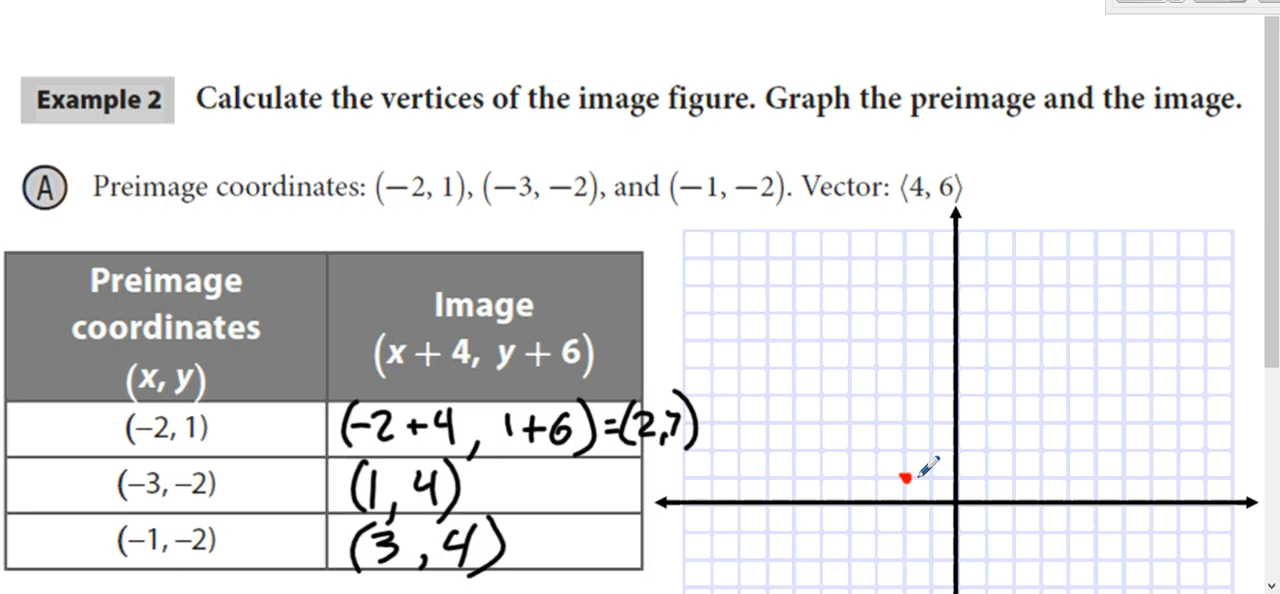 Example 2 Calculate the vertices of the image figure. Graph the preimage and the image.
A Preimage coordinates: (−2, 1), (−3, −2), and (−1, −2). Vector: ⟨4, 6⟩
Preimage
coordinates
(x, y)
Image
(x + 4, y + 6)
(−2, 1) (-2+4, 1+6)=(2,7)
(−3, −2) (1, 4)
(−1, −2) (3, 4)